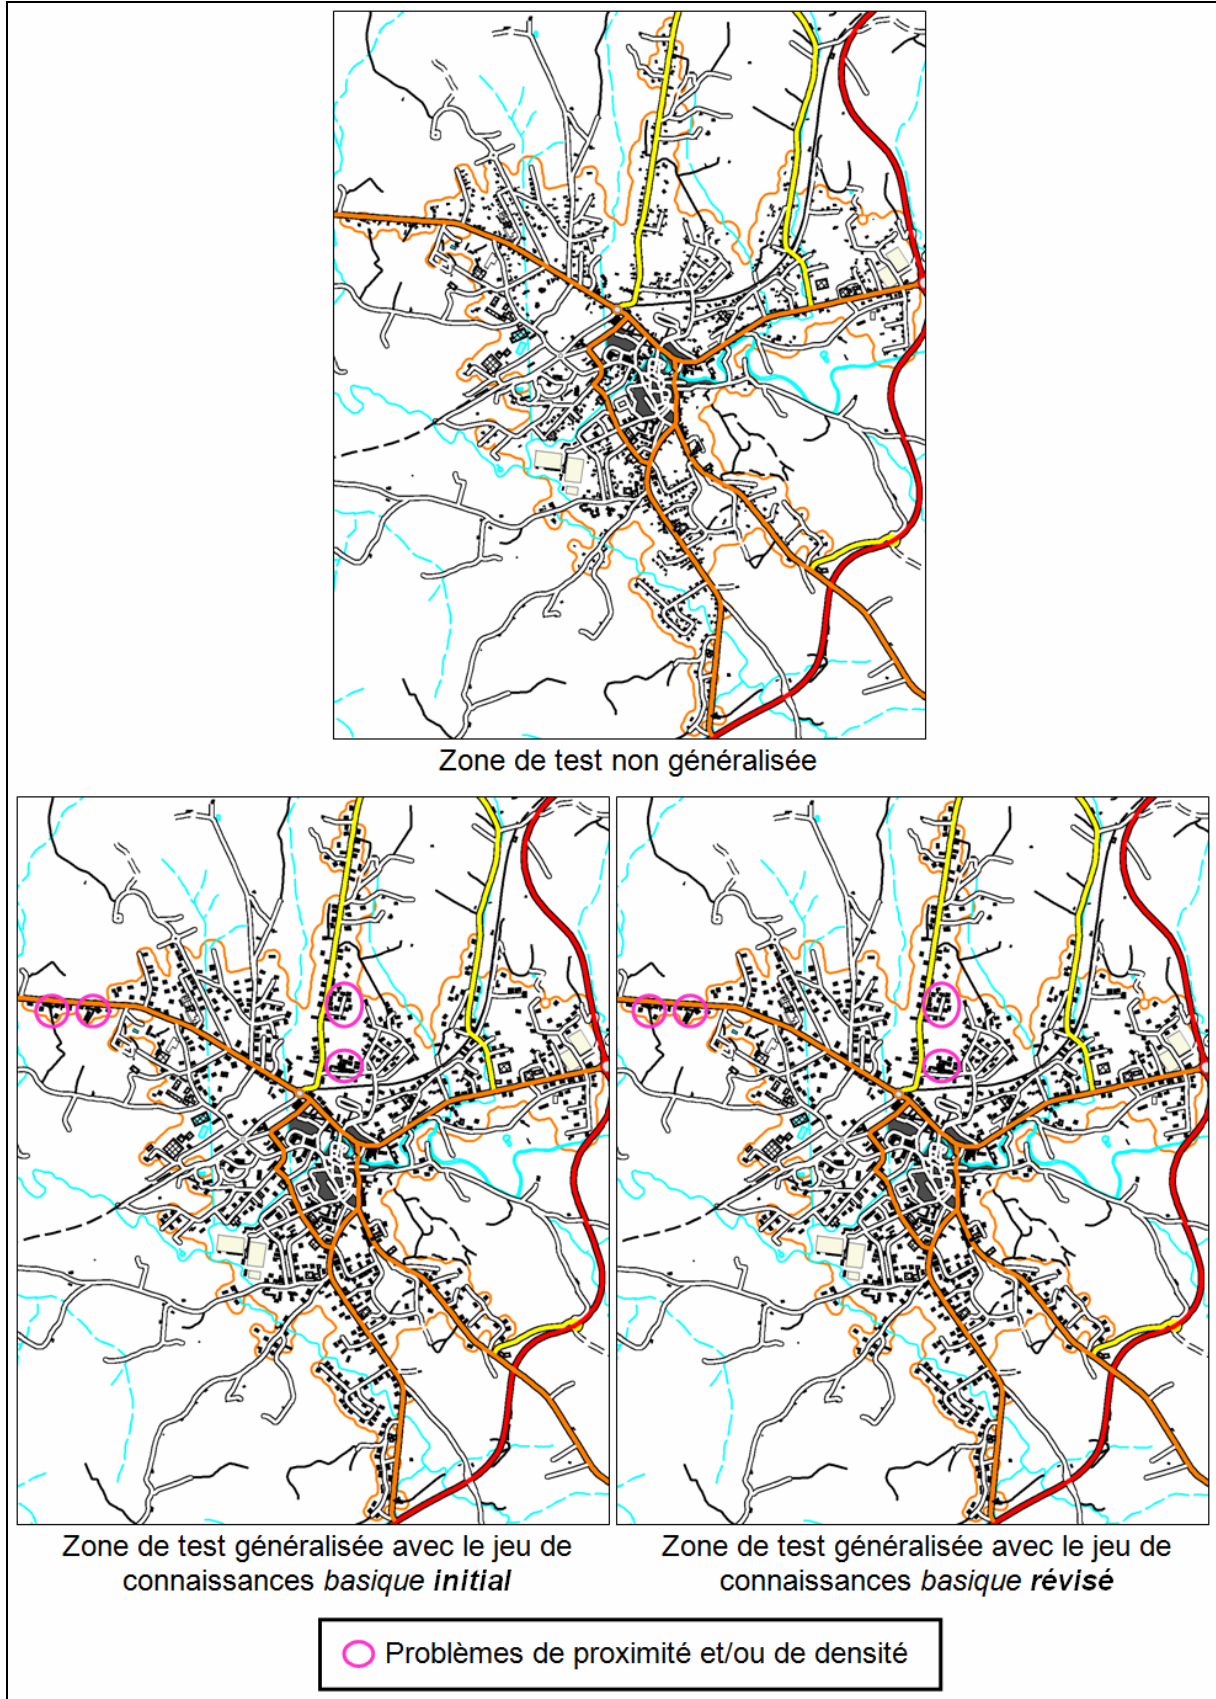 Zone de test non généralisée
Zone de test généralisée avec le jeu de
connaissances basique initial
Zone de test généralisée avec le jeu de
connaissances basique révisé
Problèmes de proximité et/ou de densité